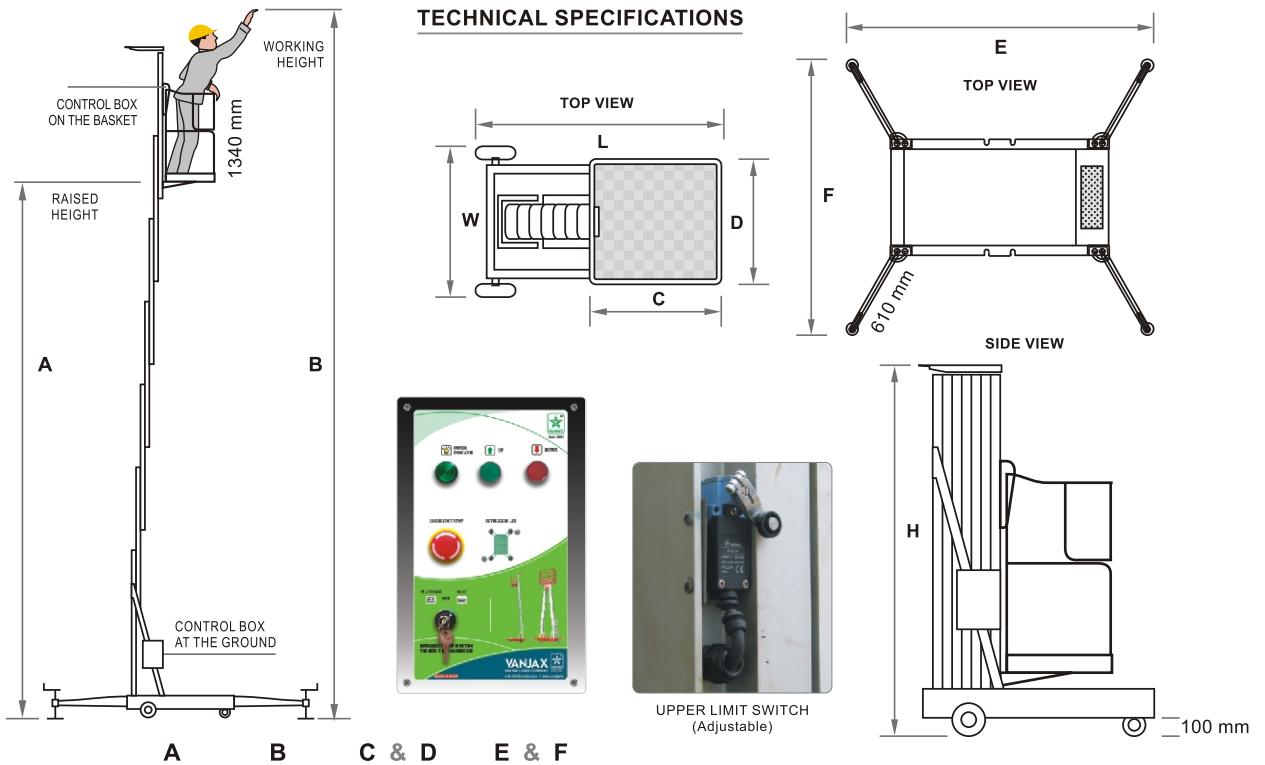 TECHNICAL SPECIFICATIONS
WORKING
HEIGHT
CONTROL BOX
ON THE BASKET
1340 mm
RAISED
HEIGHT
A
B
CONTROL BOX
AT THE GROUND
TOP VIEW
L
W
D
C
E
TOP VIEW
F
610 mm
SIDE VIEW
H
100 mm
UP
DOWN
EMERGENCY STOP
VANJAX
UPPER LIMIT SWITCH
(Adjustable)
A B C & D E & F